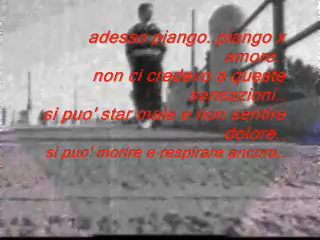 adesso piango..piango x
amore..
non ci credevo a queste
sensazioni..
si puo' star male e non sentire
dolore..
si puo' morire e respirare ancora..